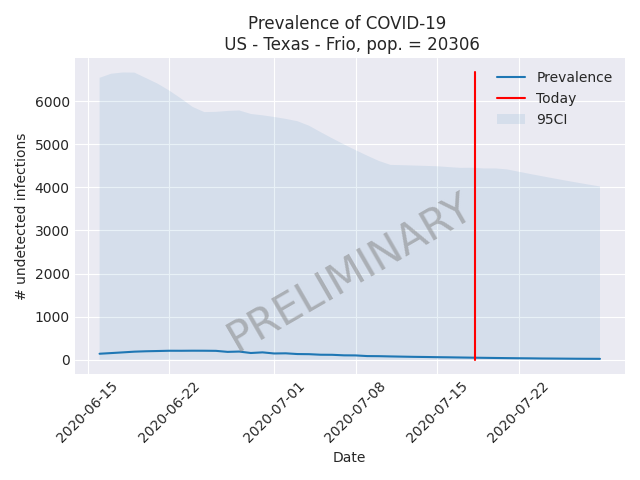 Prevalence of COVID-19
US - Texas - Frio, pop. = 20306
Prevalence
Today
95CI
# undetected infections
6000
5000
4000
3000
2000
1000
0
PRELIMINARY
2020-06-15
2020-06-22
2020-07-01
2020-07-08
2020-07-15
2020-07-22
Date